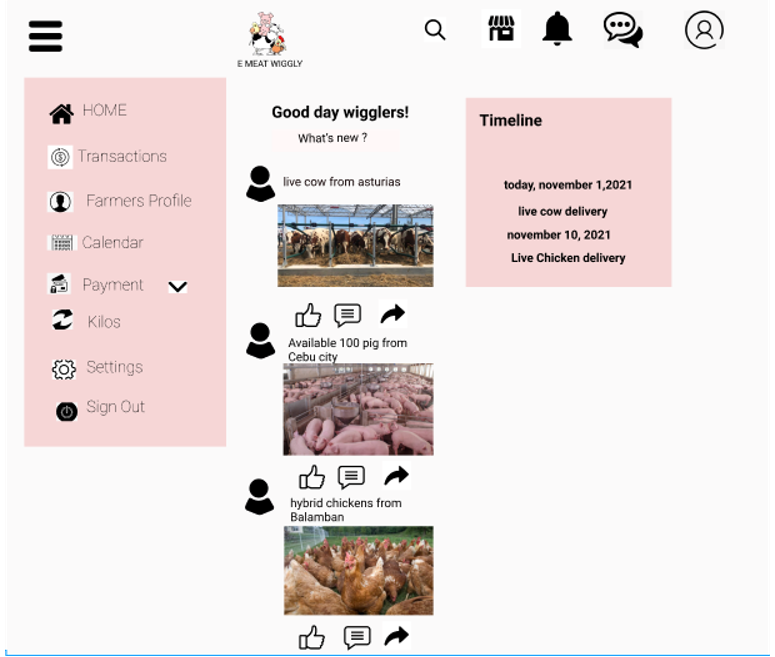 E MEAT WIGGLY
HOME
Transactions
Farmers Profile
Calendar
Payment
Kilos
Settings
Sign Out
Good day wigglers!
What's new ?
live cow from asturias
Available 100 pig from
Cebu city
hybrid chickens from
Balamban
Timeline
today, november 1,2021
live cow delivery
november 10, 2021
Live Chicken delivery